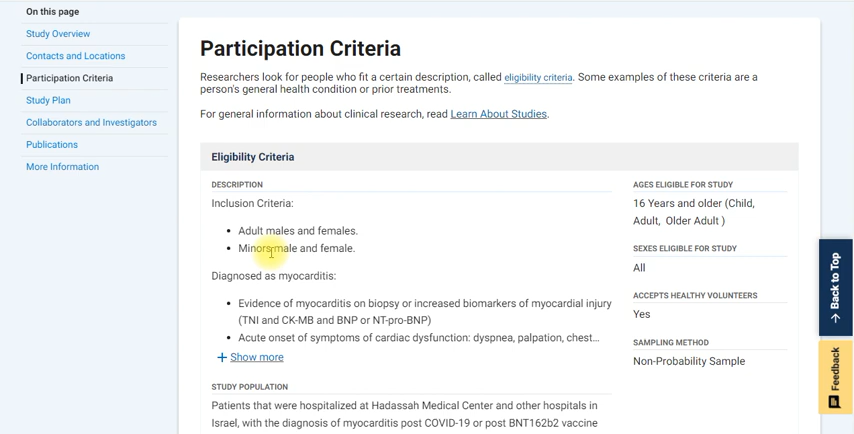 On this page
Study Overview
Contacts and Locations
Participation Criteria
Study Plan
Collaborators and Investigators
Publications
More Information
Participation Criteria
Researchers look for people who fit a certain description, called eligibility criteria. Some examples of these criteria are a
person's general health condition or prior treatments.
For general information about clinical research, read Learn About Studies.
Eligibility Criteria
DESCRIPTION
Inclusion Criteria:
Adult males and females.
Minors male and female.
Diagnosed as myocarditis:
Evidence of myocarditis on biopsy or increased biomarkers of myocardial injury
(TNI and CK-MB and BNP or NT-pro-BNP)
Acute onset of symptoms of cardiac dysfunction: dyspnea, palpation, chest...
Show more
STUDY POPULATION
Patients that were hospitalized at Hadassah Medical Center and other hospitals in
Israel, with the diagnosis of myocarditis post COVID-19 or post BNT162b2 vaccine
AGES ELIGIBLE FOR STUDY
16 Years and older (Child,
Adult, Older Adult )
SEXES ELIGIBLE FOR STUDY
All
ACCEPTS HEALTHY VOLUNTEERS
Yes
SAMPLING METHOD
Non-Probability Sample
Back to Top
Feedback